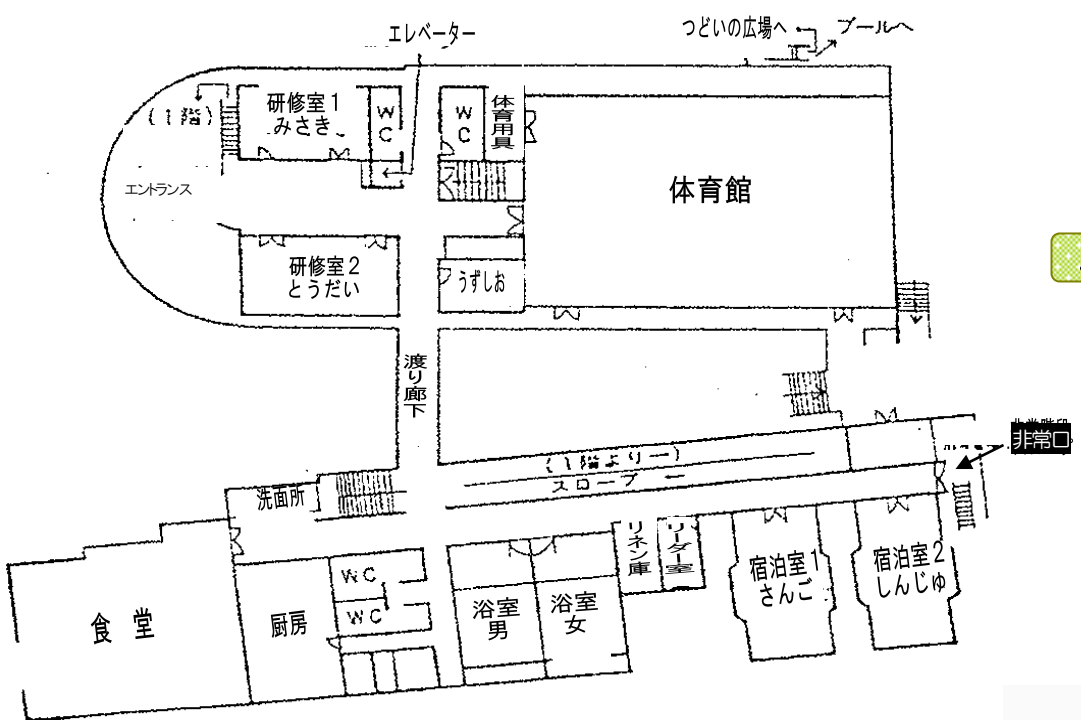 エレベーター
つどいの広場へ
プールへ
(1階)
研修室1
みさき
WC
WC
体育用具
体育館
エントランス
研修室2
とうだい
うずしお
渡り廊下
非常口
(1階より―)
スロープ
洗面所
リネン庫
リーダー室
宿泊室1
さんご
宿泊室2
しんじゅ
WC
WC
浴室
男
浴室
女
食堂
厨房